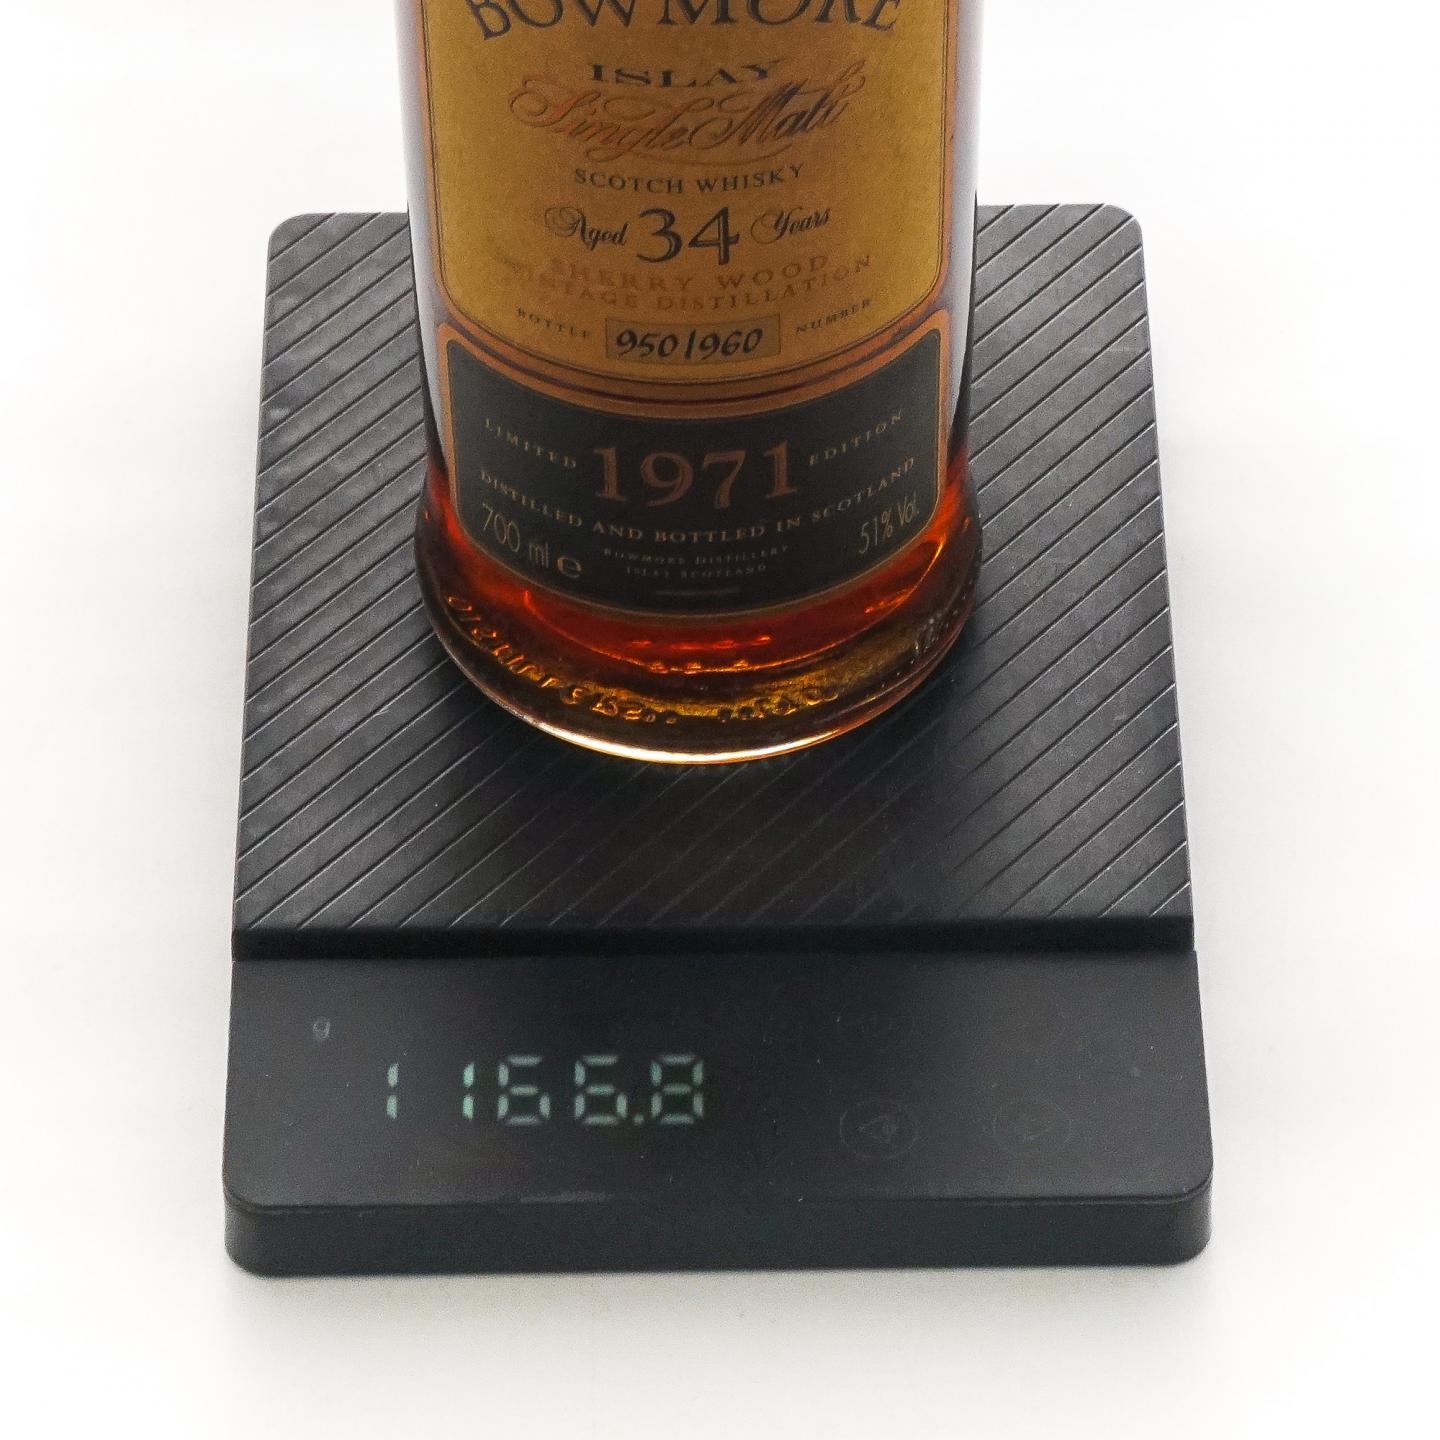 BOWMORE
ISLAY
Single Malt
SCOTCH WHISKY
Aged 34 Years
SHERRY WOOD
VINTAGE DISTILLATION
BOTTLE 950/960 NUMBER
LIMITED 1971 EDITION
DISTILLED AND BOTTLED IN SCOTLAND
700 ml e 51% Vol.
BOWMORE DISTILLERY
ISLAY SCOTLAND
g
1166.8